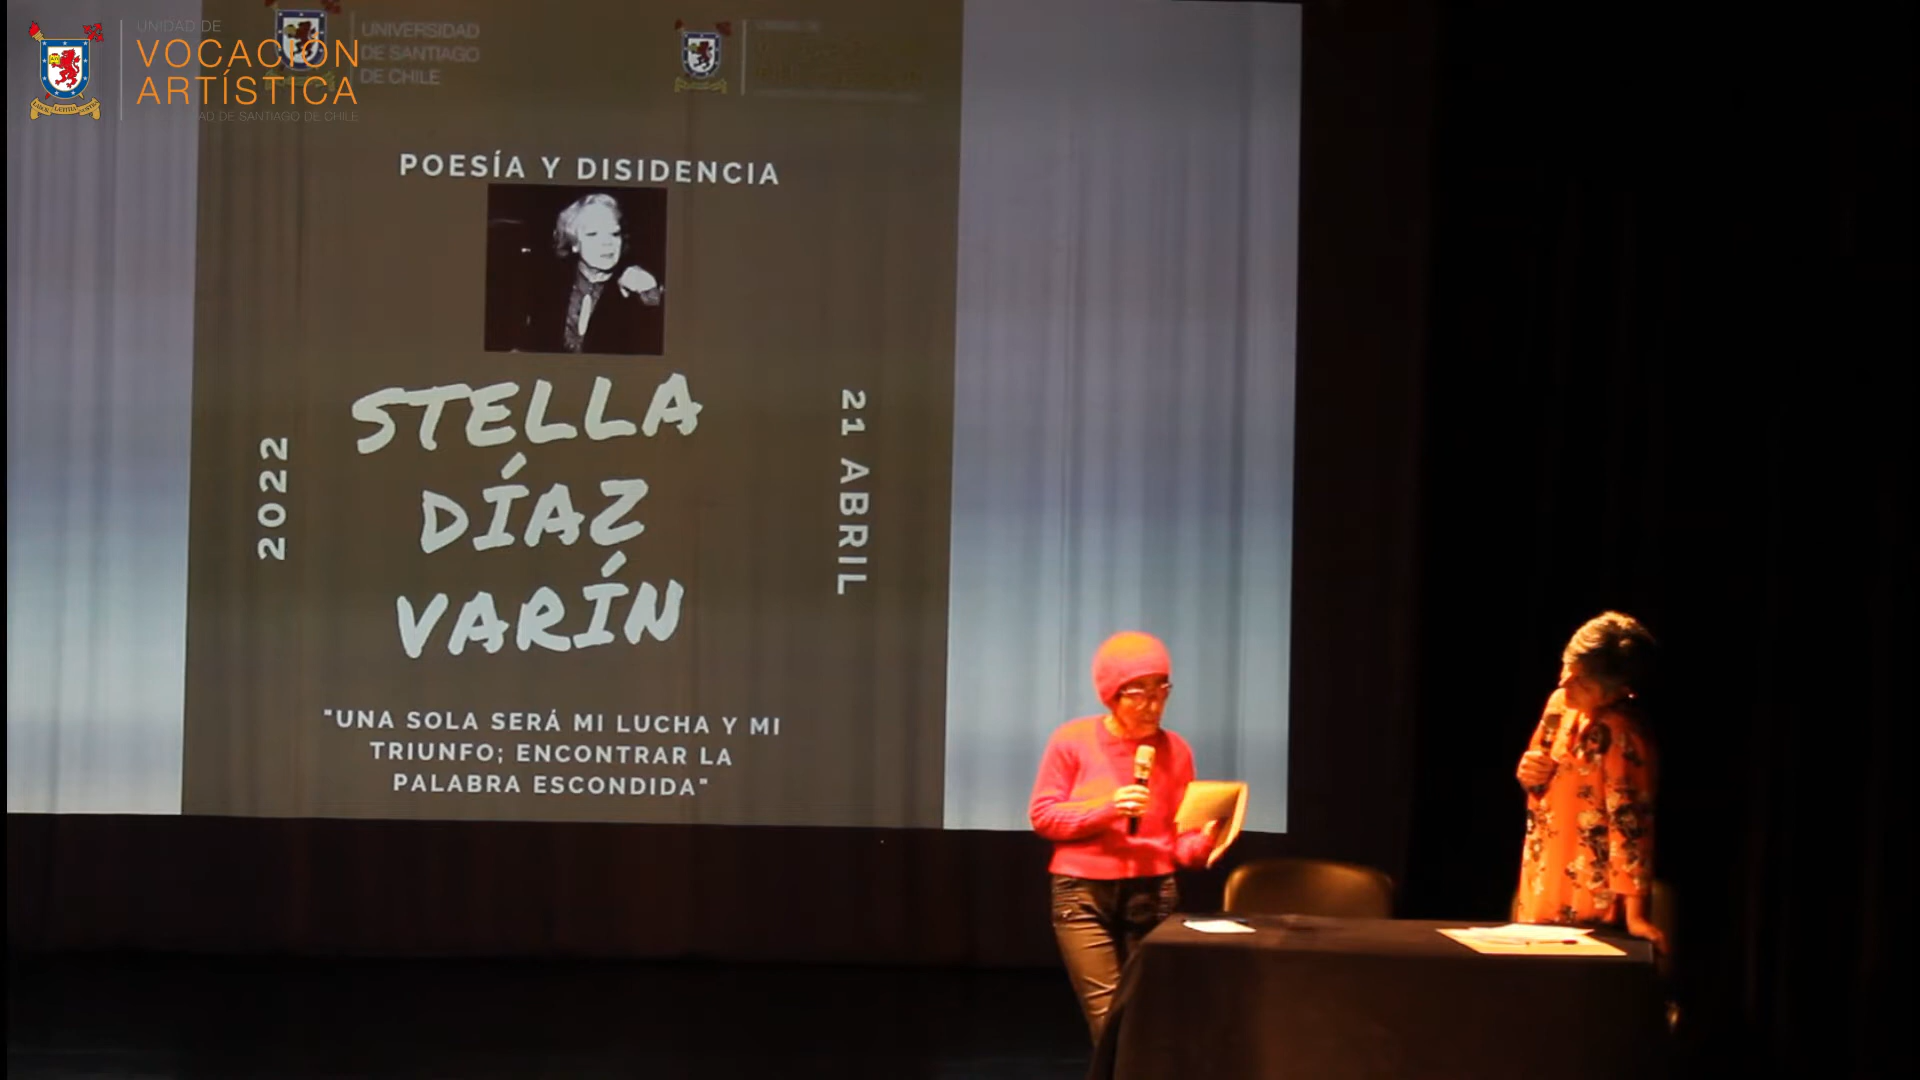 UNIDAD DE
VOCACIÓN
ARTÍSTICA
AD DE SANTIAGO DE CHILE
UNIVERSIDAD
DE SANTIAGO
DE CHILE
POESÍA Y DISIDENCIA
STELLA
DÍAZ
VARÍN
2022
21 ABRIL
"UNA SOLA SERÁ MI LUCHA Y MI
TRIUNFO; ENCONTRAR LA
PALABRA ESCONDIDA"